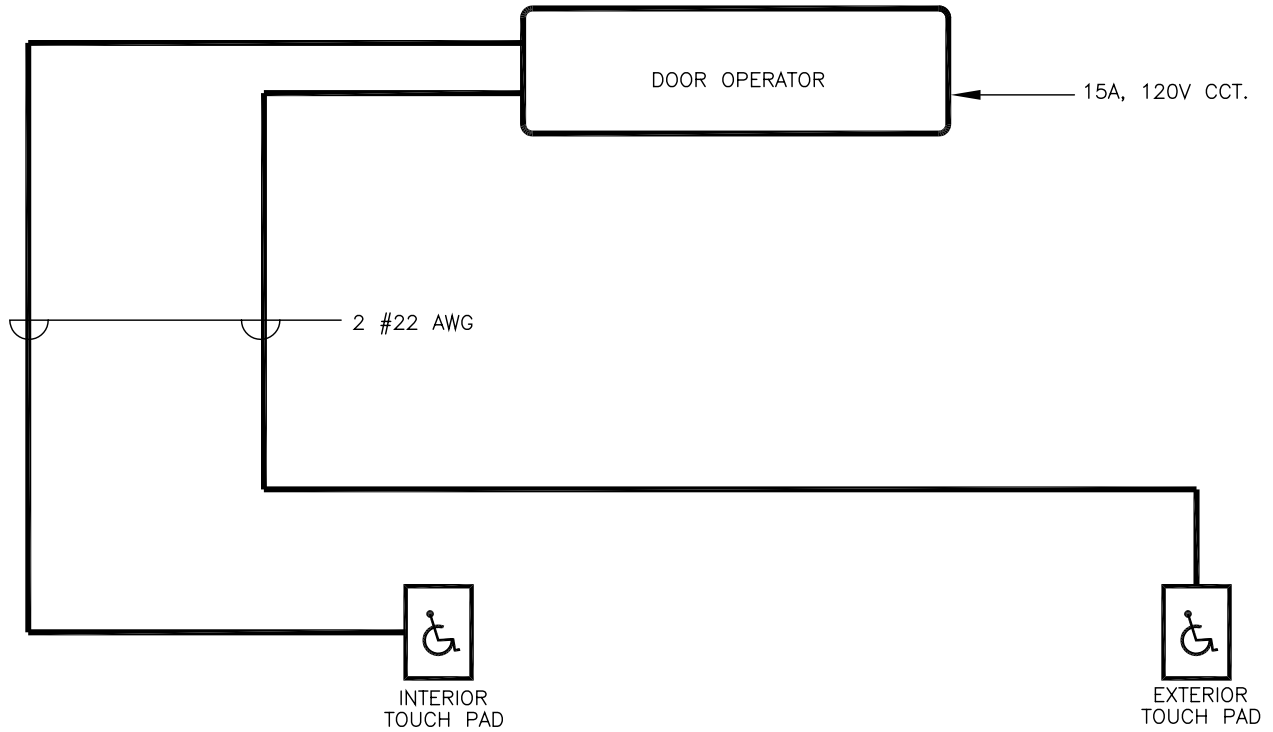 DOOR OPERATOR
15A, 120V CCT.
2 #22 AWG
INTERIOR
TOUCH PAD
EXTERIOR
TOUCH PAD